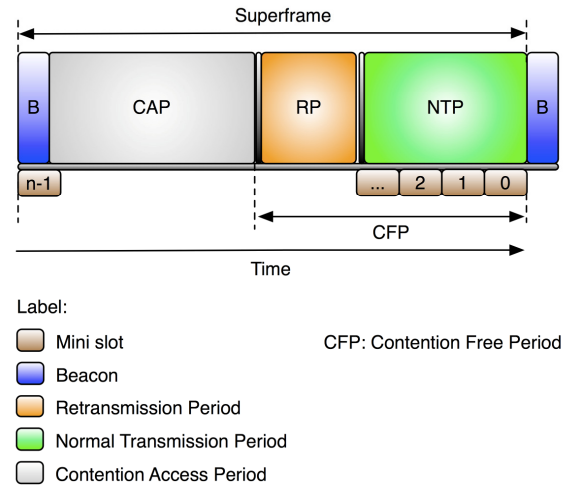 Superframe
B
CAP
RP
NTP
B
n-1
... 2 1 0
CFP
Time
Label:
Mini slot
CFP: Contention Free Period
Beacon
Retransmission Period
Normal Transmission Period
Contention Access Period